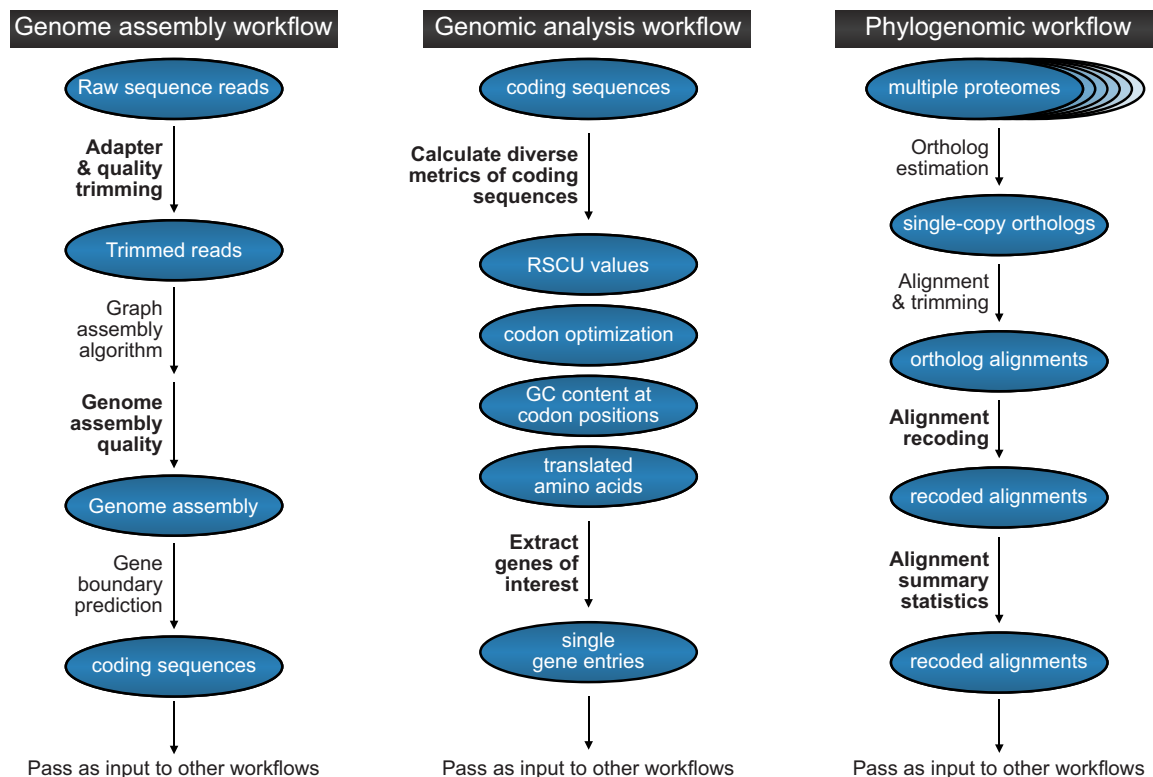 Genome assembly workflow
Raw sequence reads
Adapter
& quality
trimming
Trimmed reads
Graph
assembly
algorithm
Genome
assembly
quality
Genome assembly
Gene
boundary
prediction
coding sequences
Pass as input to other workflows
Genomic analysis workflow
coding sequences
Calculate diverse
metrics of coding
sequences
RSCU values
codon optimization
GC content at
codon positions
translated
amino acids
Extract
genes of
interest
single
gene entries
Pass as input to other workflows
Phylogenomic workflow
multiple proteomes
Ortholog
estimation
single-copy orthologs
Alignment
& trimming
ortholog alignments
Alignment
recoding
recoded alignments
Alignment
summary
statistics
recoded alignments
Pass as input to other workflows